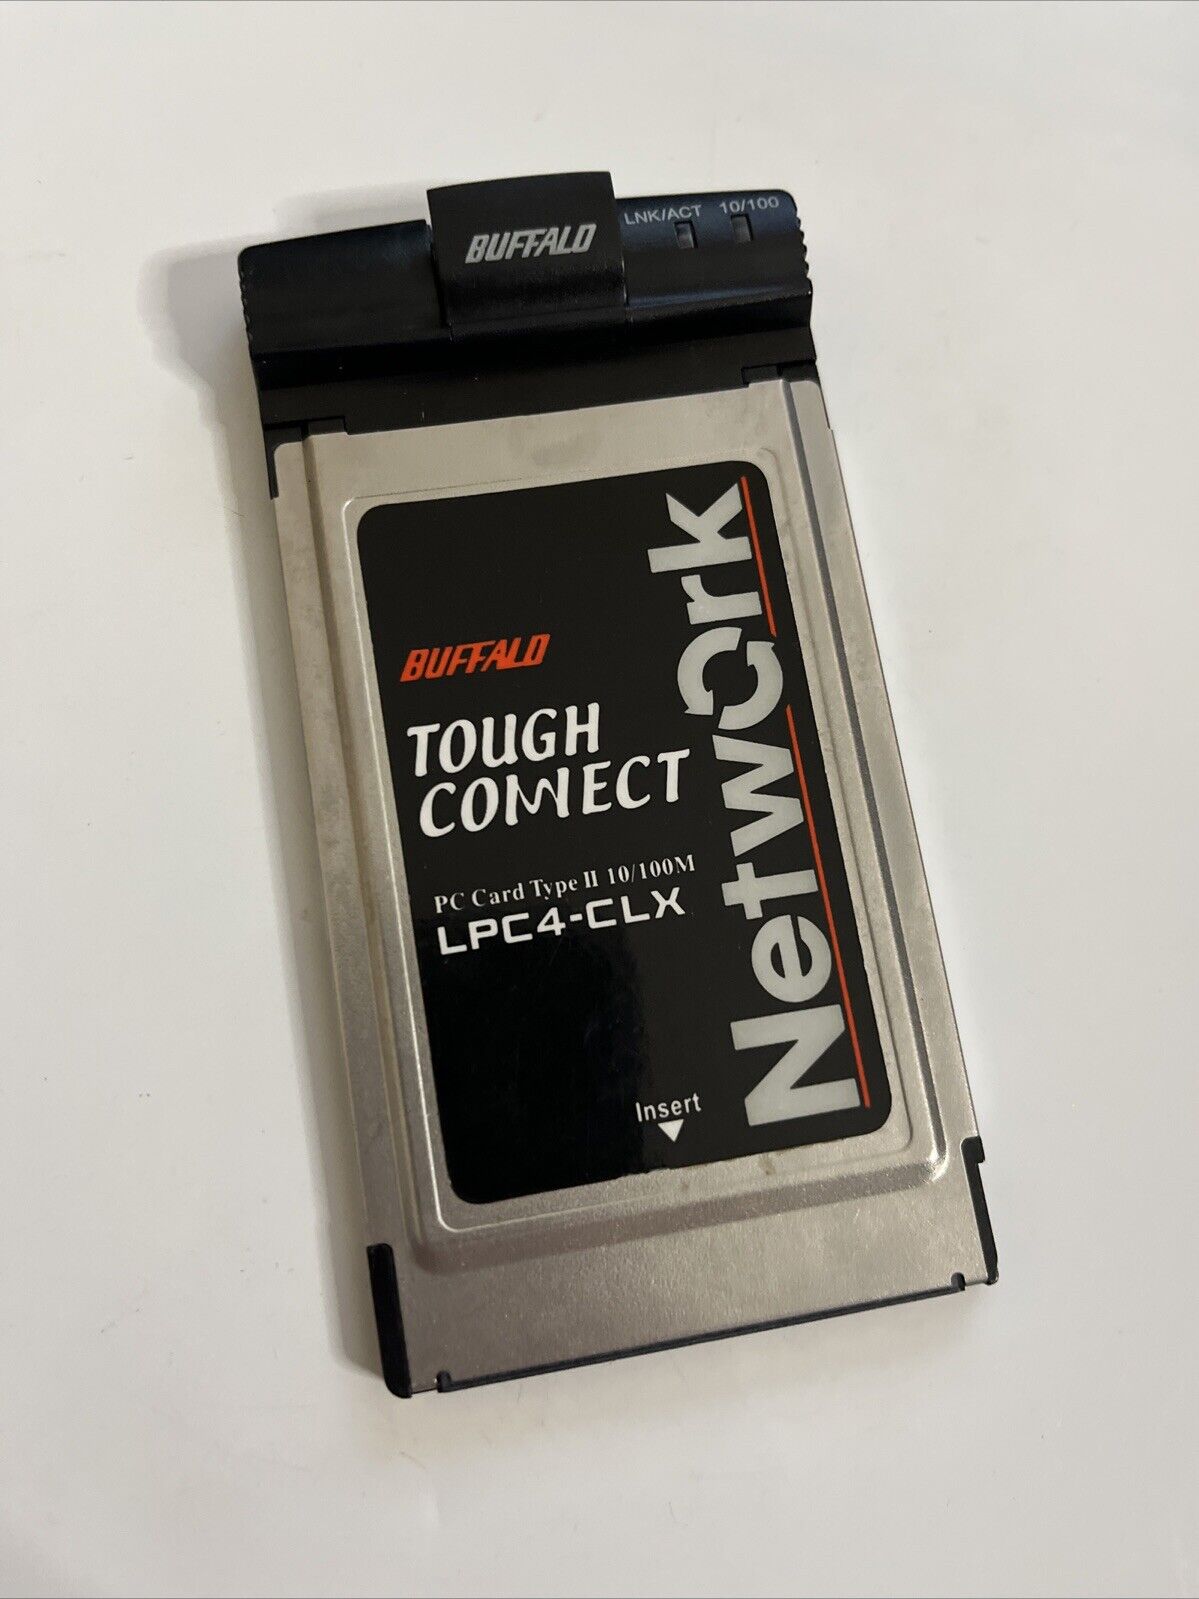 BUFFALO
LNK/ACT 10/100
BUFFALO
TOUGH
CONNECT
PC Card Type II 10/100M
LPC4-CLX
Insert
Network